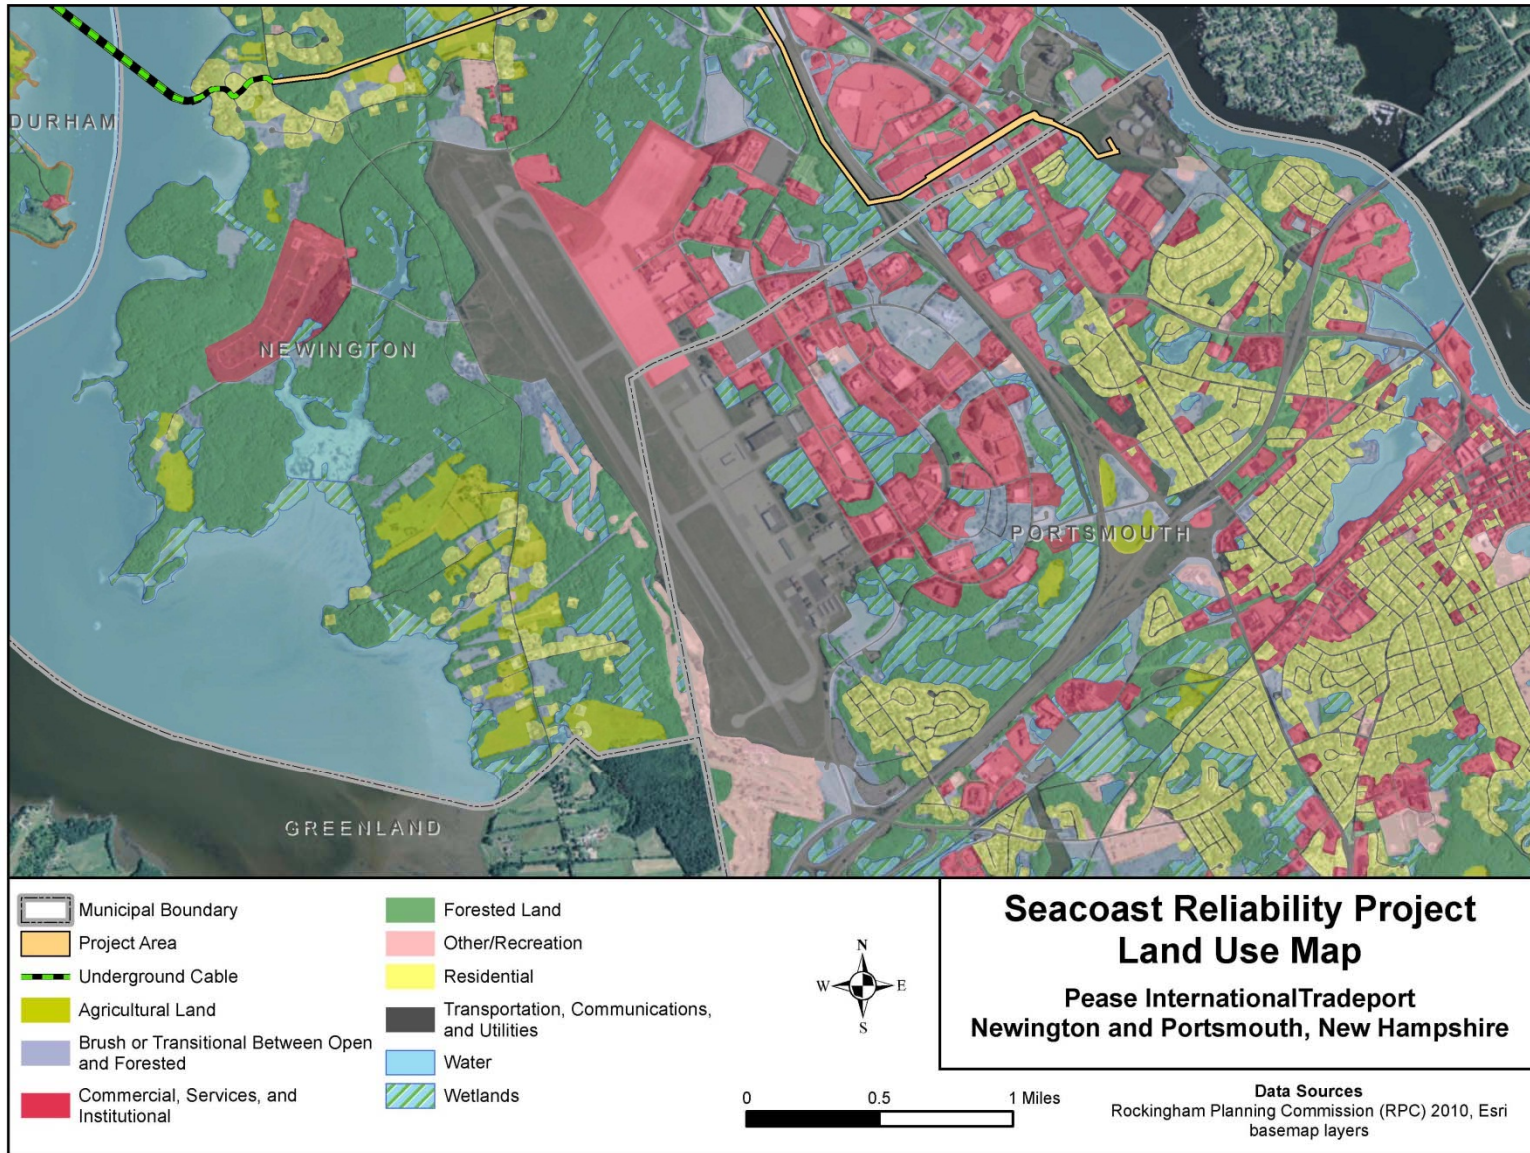 DURHAM
NEWINGTON
PORTSMOUTH
GREENLAND
Municipal Boundary
Project Area
Underground Cable
Agricultural Land
Brush or Transitional Between Open
and Forested
Commercial, Services, and
Institutional
Forested Land
Other/Recreation
Residential
Transportation, Communications,
and Utilities
Water
Wetlands
N
W E
S
0 0.5 1 Miles
Seacoast Reliability Project
Land Use Map
Pease InternationalTradeport
Newington and Portsmouth, New Hampshire
Data Sources
Rockingham Planning Commission (RPC) 2010, Esri
basemap layers